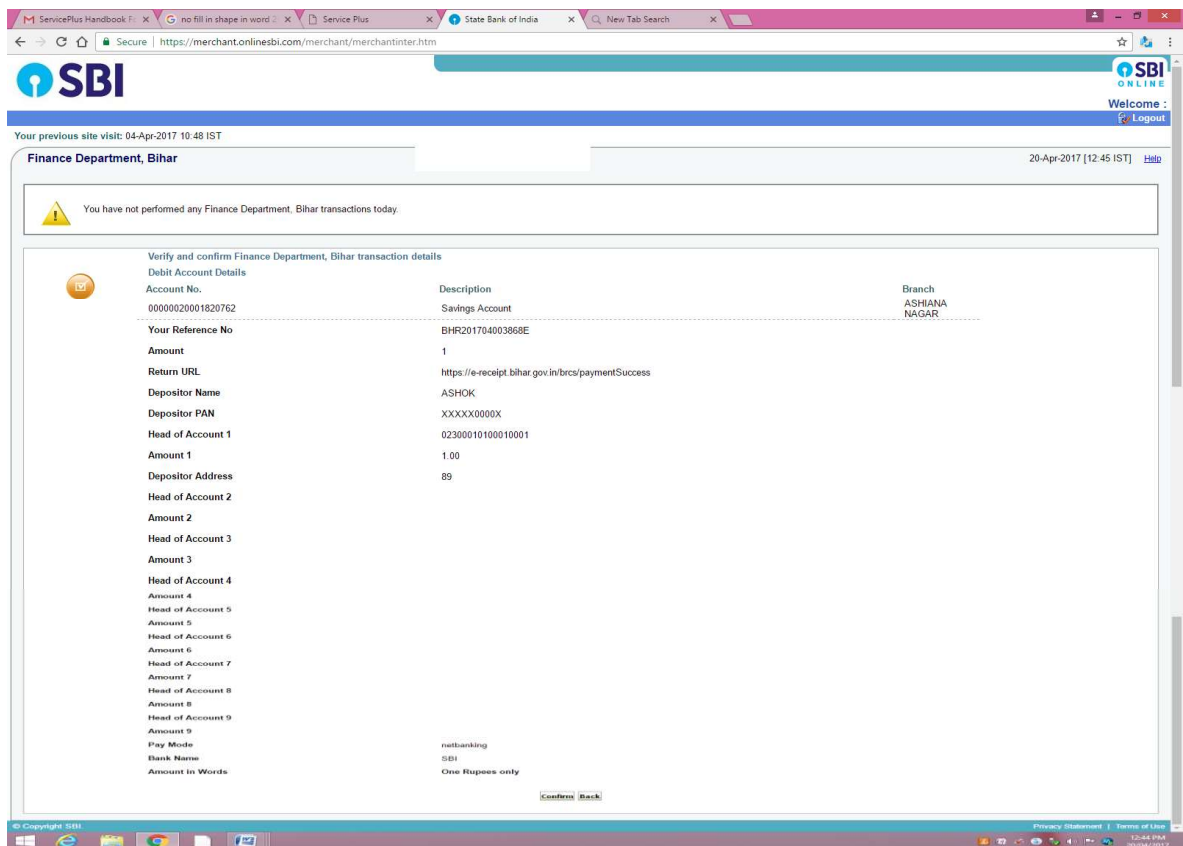 ServicePlus Handbook Fo
no fill in shape in word 2
Service Plus
State Bank of India
New Tab Search
Secure | https://merchant.onlinesbi.com/merchant/merchantinter.htm
SBI
SBI
ONLINE
Welcome :
Logout
Your previous site visit: 04-Apr-2017 10:48 IST
Finance Department, Bihar 20-Apr-2017 [12:45 IST] Help
You have not performed any Finance Department, Bihar transactions today.
Verify and confirm Finance Department, Bihar transaction details
Debit Account Details
Account No. Description Branch
00000020001820762 Savings Account ASHIANA
NAGAR
Your Reference No BHR201704003868E
Amount 1
Return URL https://e-receipt.bihar.gov.in/brcs/paymentSuccess
Depositor Name ASHOK
Depositor PAN XXXXX0000X
Head of Account 1 02300010100010001
Amount 1 1.00
Depositor Address 89
Head of Account 2
Amount 2
Head of Account 3
Amount 3
Head of Account 4
Amount 4
Head of Account 5
Amount 5
Head of Account 6
Amount 6
Head of Account 7
Amount 7
Head of Account 8
Amount 8
Head of Account 9
Amount 9
Pay Mode netbanking
Bank Name SBI
Amount in Words One Rupees only
Confirm Back
© Copyright SBI Privacy Statement | Terms of Use
12:44 PM
20/04/2017